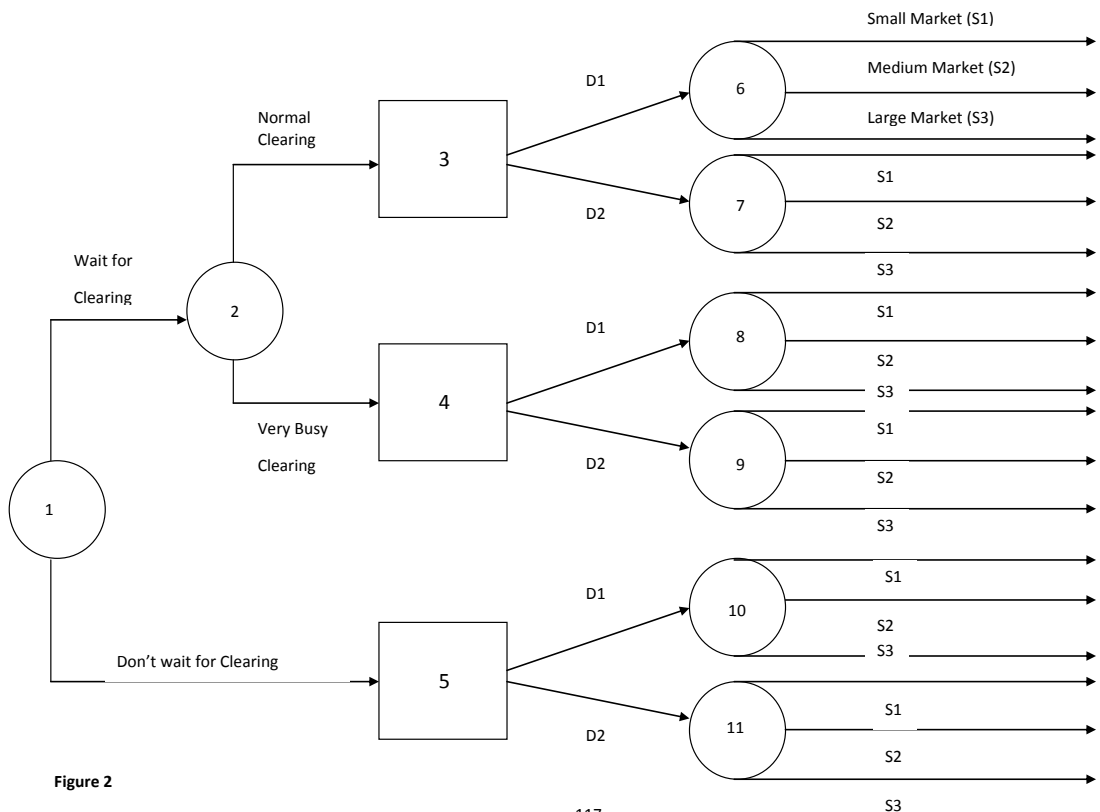 Small Market (S1)
D1
6
Medium Market (S2)
Normal
Clearing
Large Market (S3)
3
S1
D2
7
S2
Wait for
Clearing
S3
2
S1
D1
8
S2
S3
4
Very Busy
Clearing
S1
D2
9
S2
1
S3
S1
D1
10
S2
S3
Don't wait for Clearing
5
S1
D2
11
S2
Figure 2
S3